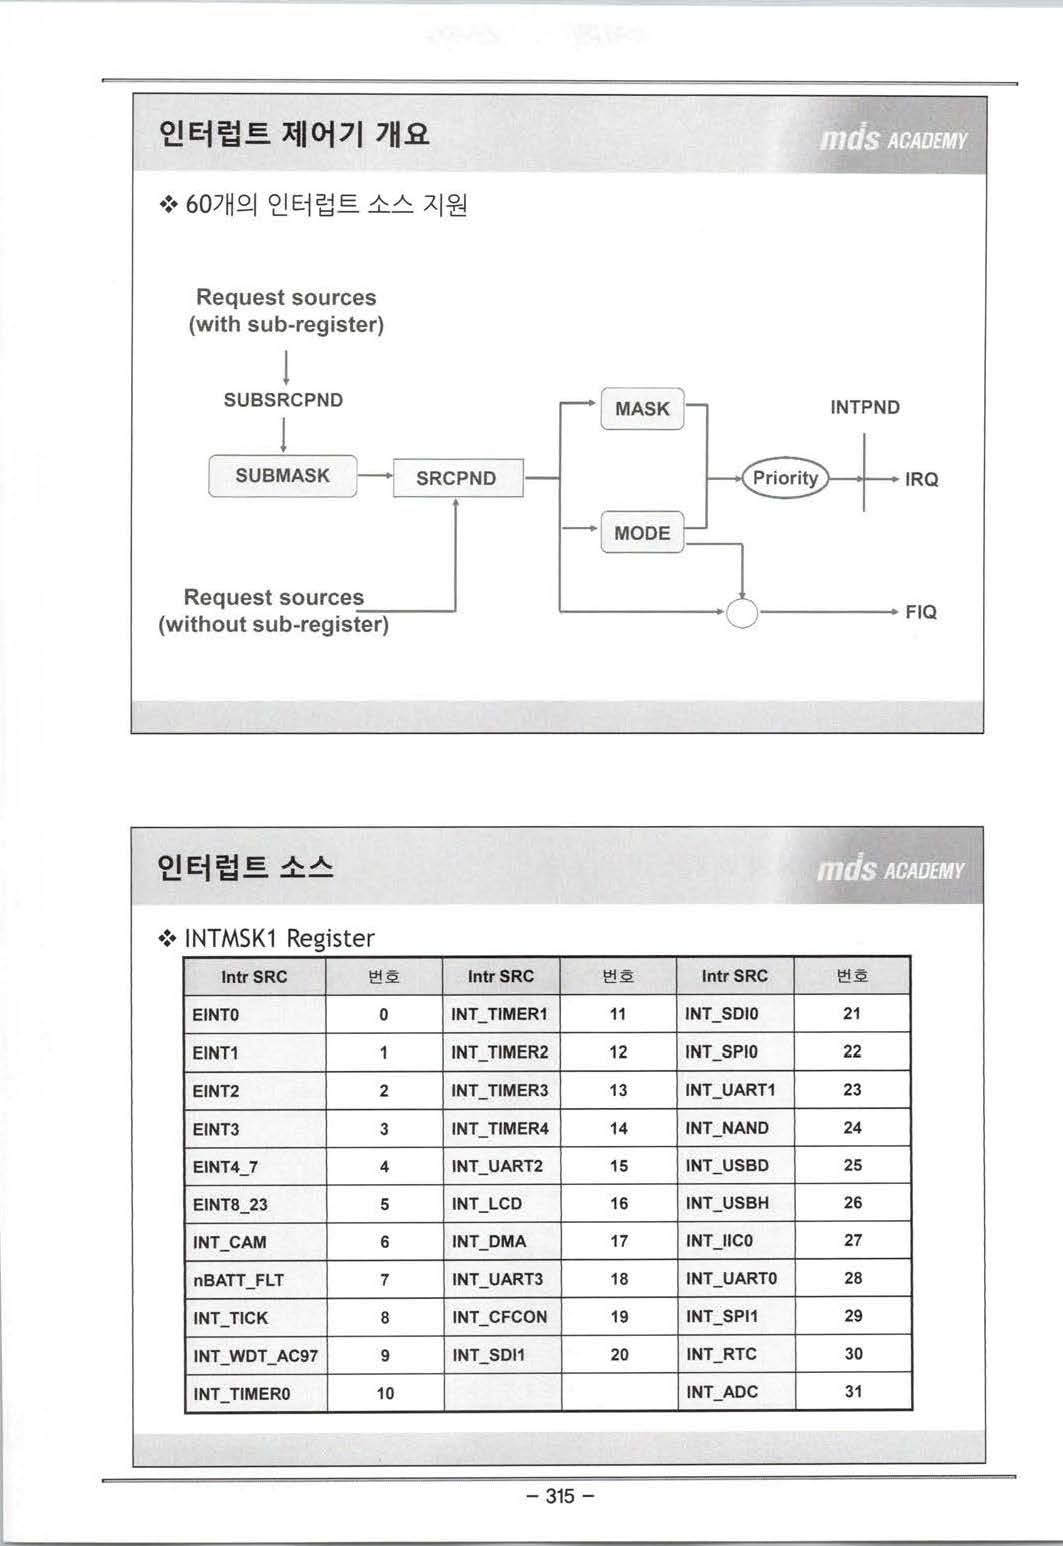 인터럽트 제어기 개요
mds ACADEMY
❖ 60개의 인터럽트 소스 지원
Request sources
(with sub-register)
SUBSRCPND
MASK
INTPND
SUBMASK
SRCPND
Priority
IRQ
MODE
Request sources
(without sub-register)
FIQ
인터럽트 소스
mds ACADEMY
❖ INTMSK1 Register
Intr SRC 번호 Intr SRC 번호 Intr SRC 번호
EINT0 0 INT_TIMER1 11 INT_SDI0 21
EINT1 1 INT_TIMER2 12 INT_SPI0 22
EINT2 2 INT_TIMER3 13 INT_UART1 23
EINT3 3 INT_TIMER4 14 INT_NAND 24
EINT4_7 4 INT_UART2 15 INT_USBD 25
EINT8_23 5 INT_LCD 16 INT_USBH 26
INT_CAM 6 INT_DMA 17 INT_IIC0 27
nBATT_FLT 7 INT_UART3 18 INT_UART0 28
INT_TICK 8 INT_CFCON 19 INT_SPI1 29
INT_WDT_AC97 9 INT_SDI1 20 INT_RTC 30
INT_TIMER0 10 INT_ADC 31
– 315 –